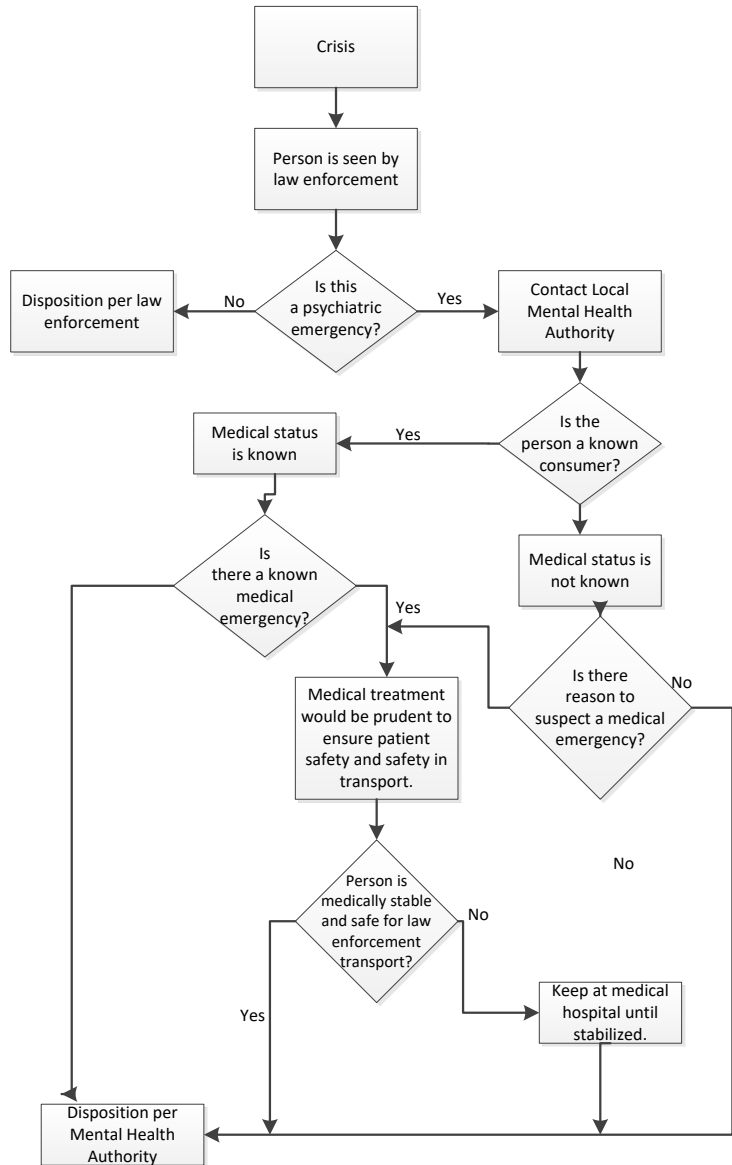 Crisis
Person is seen by
law enforcement
Is this
a psychiatric
emergency?
No
Yes
Disposition per law
enforcement
Contact Local
Mental Health
Authority
Is the
person a known
consumer?
Yes
Medical status
is known
Is
there a known
medical
emergency?
Medical status is
not known
Yes
Is there
reason to
suspect a medical
emergency?
No
Medical treatment
would be prudent to
ensure patient
safety and safety in
transport.
No
Person is
medically stable
and safe for law
enforcement
transport?
No
Yes
Keep at medical
hospital until
stabilized.
Disposition per
Mental Health
Authority